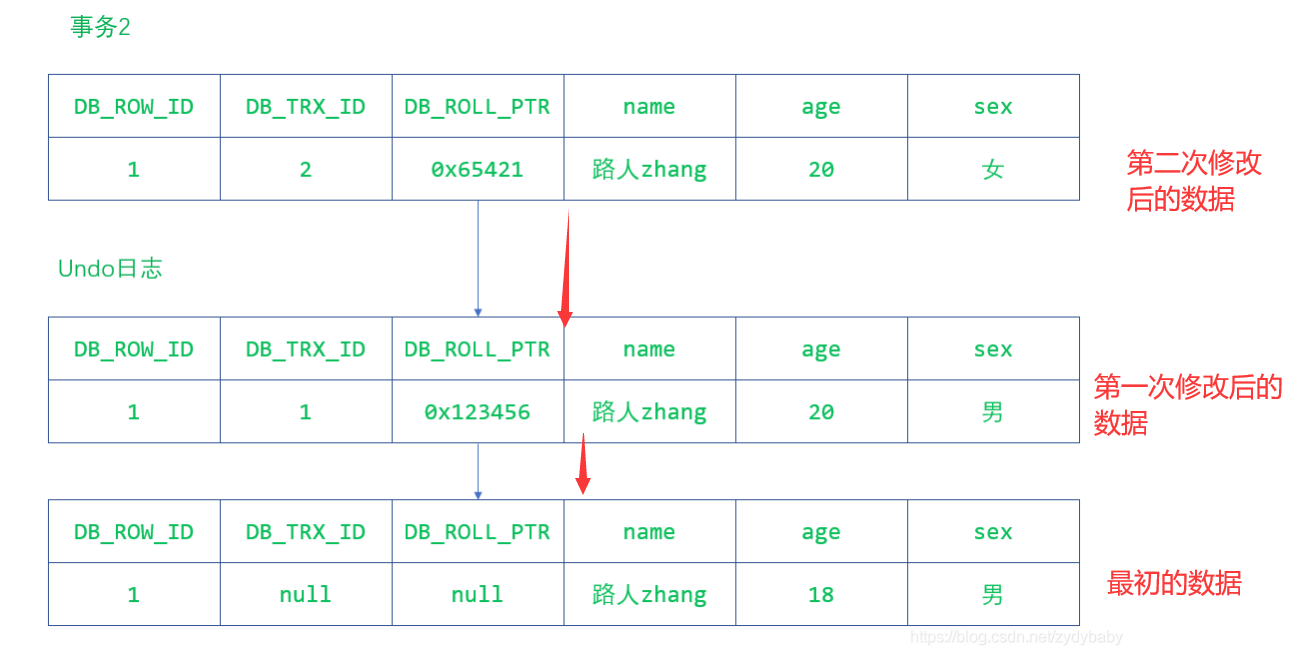 事务2
DB_ROW_ID DB_TRX_ID DB_ROLL_PTR name age sex
1 2 0x65421 路人zhang 20 女
第二次修改
后的数据
Undo日志
DB_ROW_ID DB_TRX_ID DB_ROLL_PTR name age sex
1 1 0x123456 路人zhang 20 男
第一次修改后的
数据
DB_ROW_ID DB_TRX_ID DB_ROLL_PTR name age sex
1 null null 路人zhang 18 男
最初的数据
https://blog.csdn.net/zydybaby